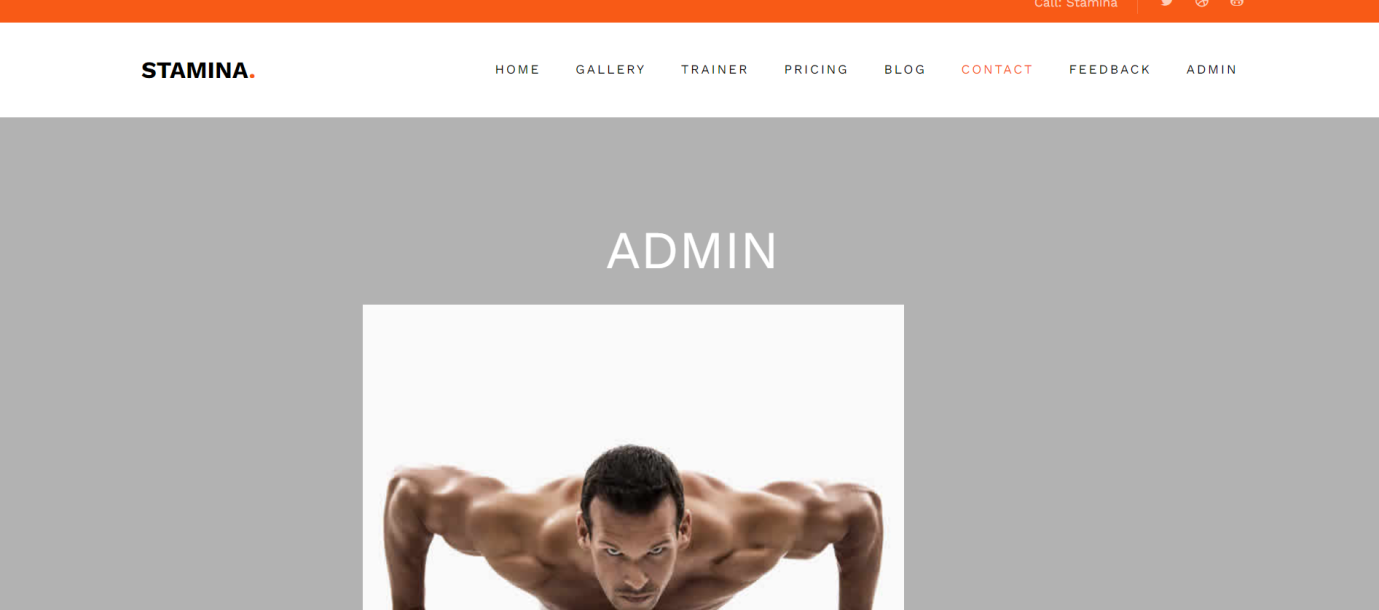 Call: Stamina
STAMINA.
HOME GALLERY TRAINER PRICING BLOG CONTACT FEEDBACK ADMIN
ADMIN